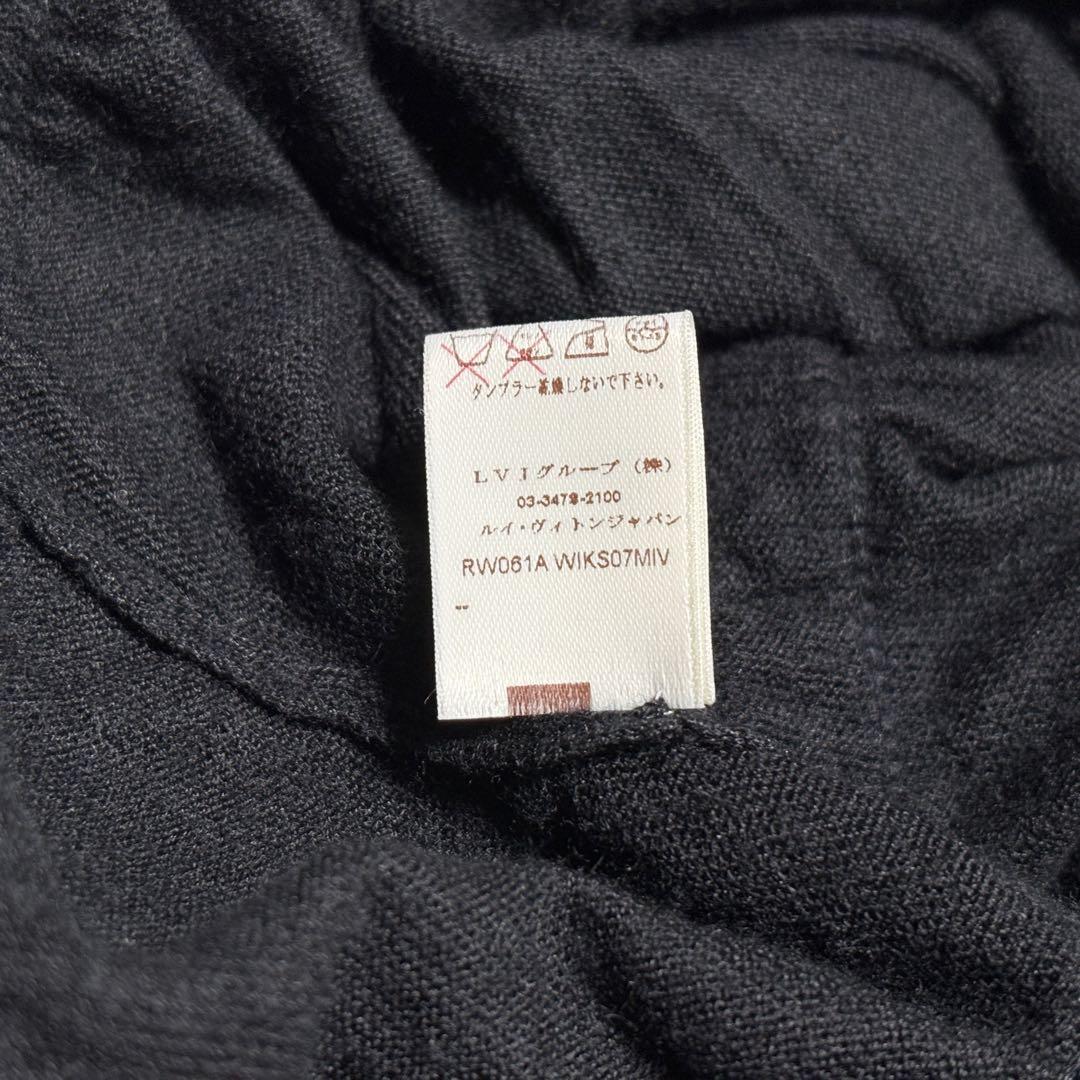 タンブラー乾燥しないで下さい。
LVJグループ（株）
03-3478-2100
ルイ・ヴィトンジャパン
RW061A WIKS07MIV
--